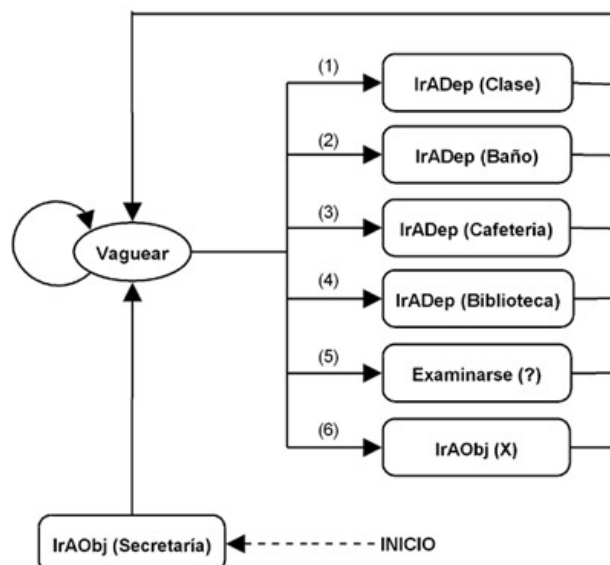 (1)
IrADep (Clase)
(2)
IrADep (Baño)
(3)
IrADep (Cafeteria)
Vaguear
(4)
IrADep (Biblioteca)
(5)
Examinarse (?)
(6)
IrAObj (X)
IrAObj (Secretaría)
INICIO